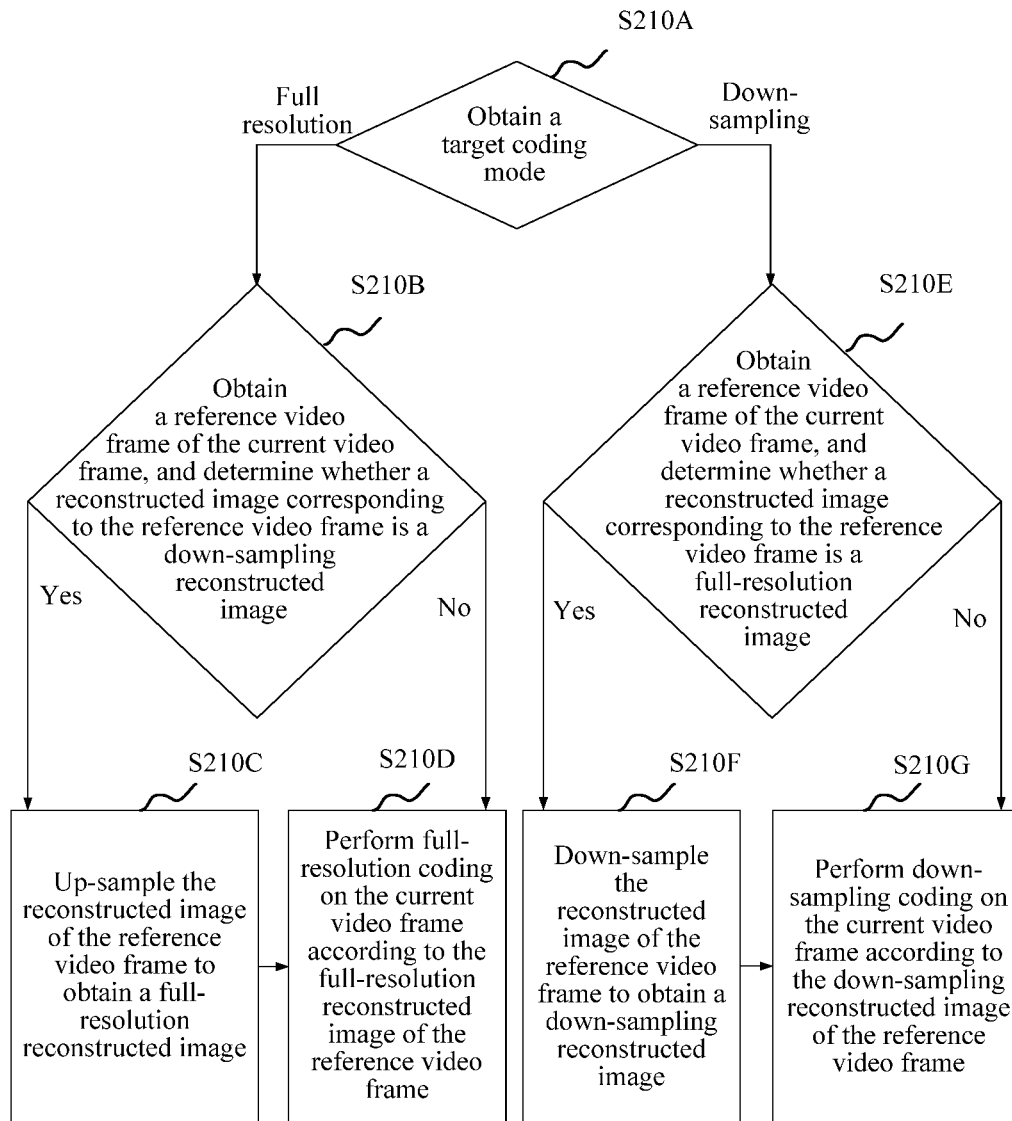 S210A
Full
resolution
Obtain a
target coding
mode
Down-
sampling
S210B
Obtain
a reference video
frame of the current video
frame, and determine whether a
reconstructed image corresponding
to the reference video frame is a
down-sampling
reconstructed
image
Yes
No
S210E
Obtain
a reference video
frame of the current
video frame, and
determine whether a
reconstructed image
corresponding to the reference
video frame is a
full-resolution
reconstructed
image
Yes
No
S210C
Up-sample the
reconstructed image
of the reference
video frame to
obtain a full-
resolution
reconstructed image
S210D
Perform full-
resolution coding
on the current
video frame
according to the
full-resolution
reconstructed
image of the
reference video
frame
S210F
Down-sample
the
reconstructed
image of the
reference video
frame to obtain a
down-sampling
reconstructed
image
S210G
Perform down-
sampling coding on
the current video
frame according to
the down-sampling
reconstructed image
of the reference
video frame